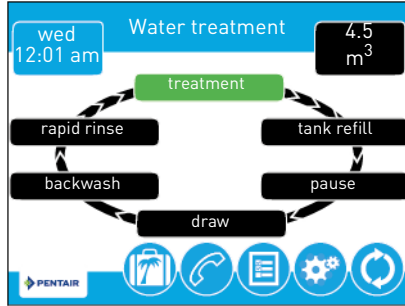 wed
12:01 am
Water treatment
4.5
m³
treatment
rapid rinse
tank refill
backwash
pause
draw
PENTAIR